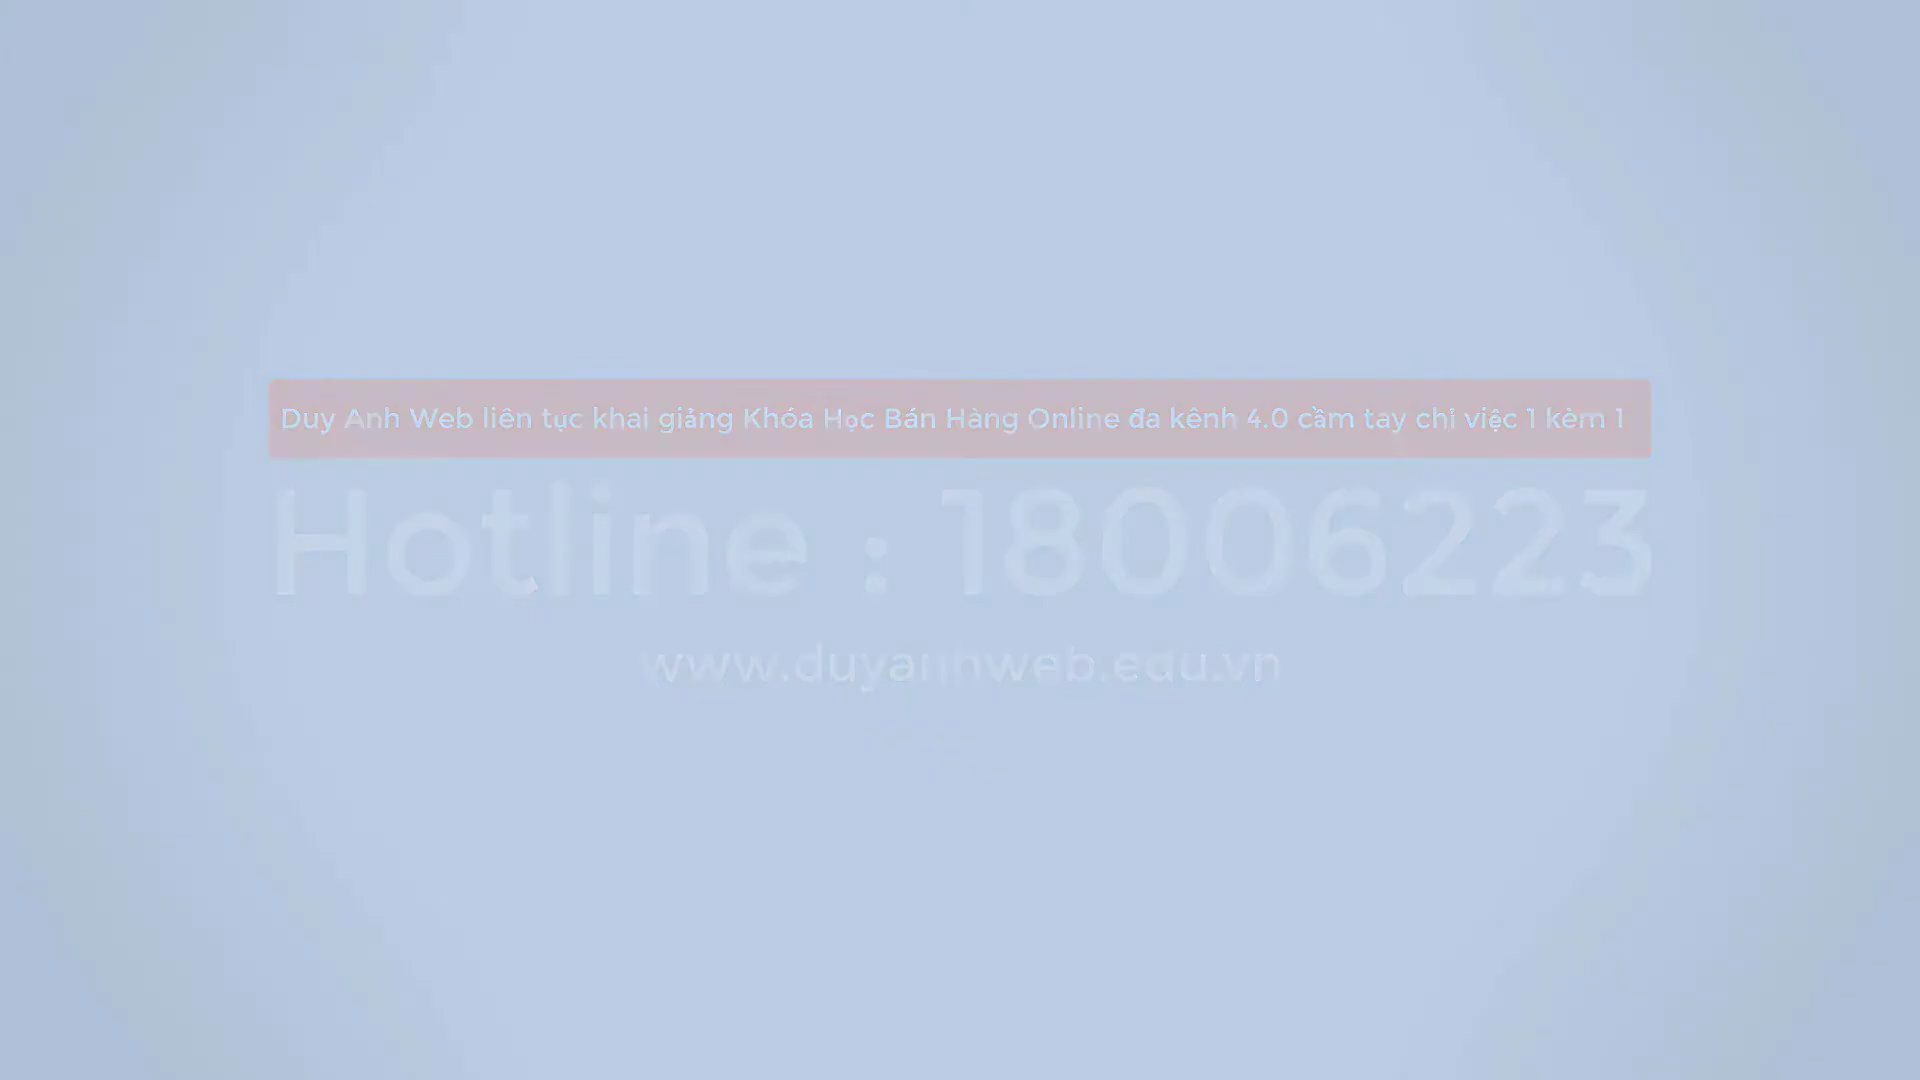 Duy Anh Web liên tục khai giảng Khóa Học Bán Hàng Online đa kênh 4.0 cầm tay chỉ việc 1 kèm 1
Hotline : 18006223
www.duyanhweb.edu.vn